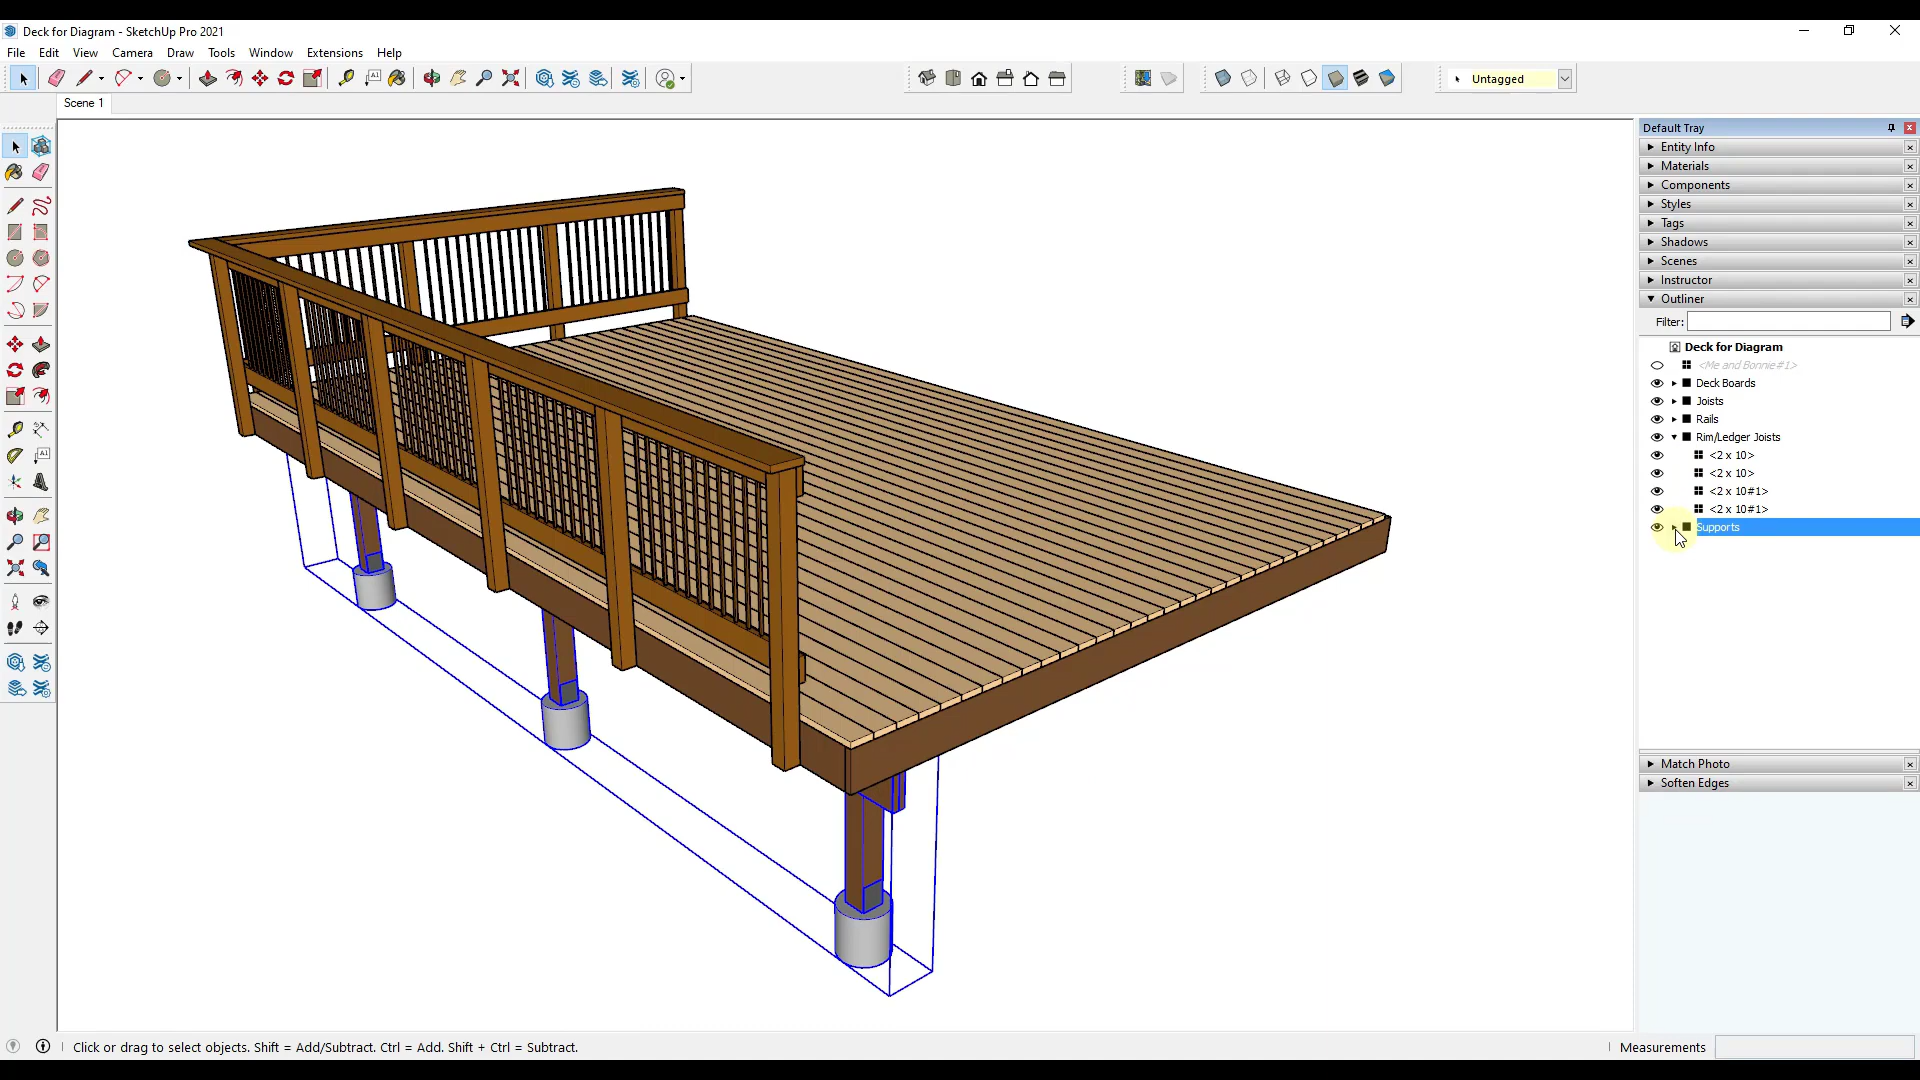 Deck for Diagram - SketchUp Pro 2021
File Edit View Camera Draw Tools Window Extensions Help
A1
Untagged
Scene 1
A1
Default Tray
Entity Info
Materials
Components
Styles
Tags
Shadows
Scenes
Instructor
Outliner
Filter:
Deck for Diagram
<Me and Bonnie#1>
Deck Boards
Joists
Rails
Rim/Ledger Joists
<2 x 10>
<2 x 10>
<2 x 10#1>
<2 x 10#1>
Supports
Match Photo
Soften Edges
Click or drag to select objects. Shift = Add/Subtract. Ctrl = Add. Shift + Ctrl = Subtract.
Measurements